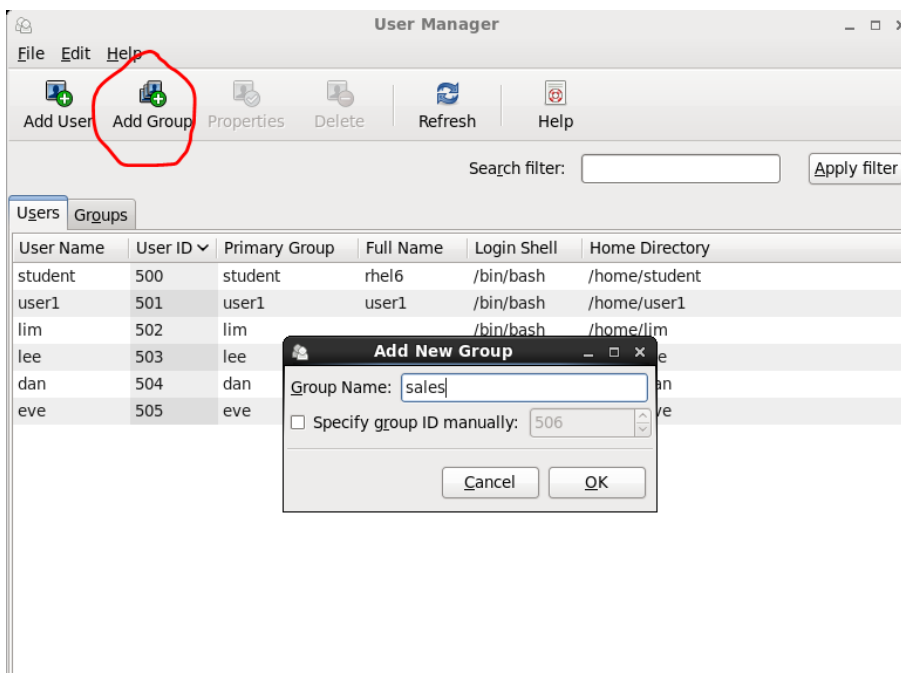 User Manager
File Edit Help
Add User Add Group Properties Delete Refresh Help
Search filter: Apply filter
Users Groups
User Name User ID Primary Group Full Name Login Shell Home Directory
student 500 student rhel6 /bin/bash /home/student
user1 501 user1 user1 /bin/bash /home/user1
lim 502 lim /bin/bash /home/lim
lee 503 lee
dan 504 dan
eve 505 eve
Add New Group
Group Name: sales
Specify group ID manually: 506
Cancel OK